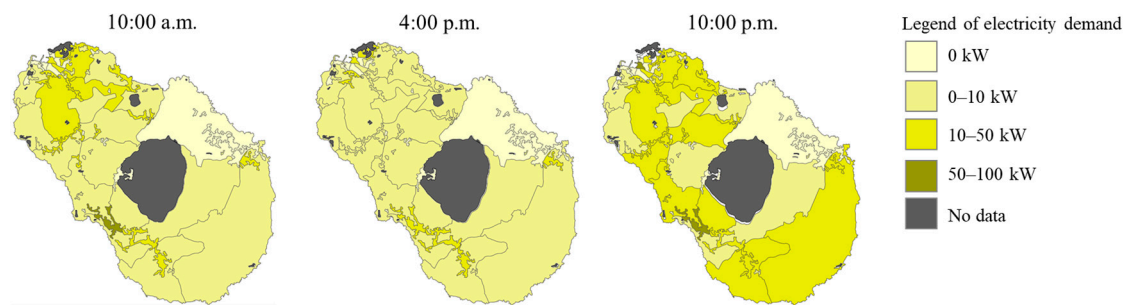 10:00 a.m.
4:00 p.m.
10:00 p.m.
Legend of electricity demand
0 kW
0–10 kW
10–50 kW
50–100 kW
No data